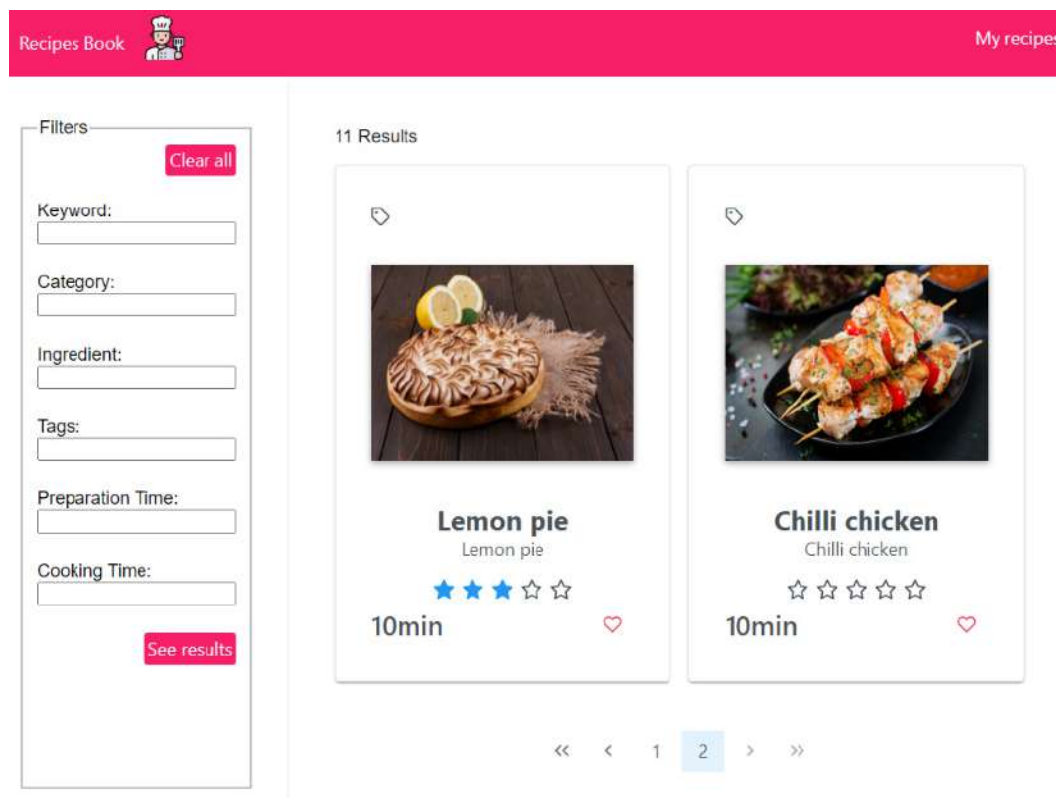 Recipes Book
My recipes
Filters
Clear all
Keyword:
Category:
Ingredient:
Tags:
Preparation Time:
Cooking Time:
See results
11 Results
Lemon pie
Lemon pie
10min
Chilli chicken
Chilli chicken
10min
1 2